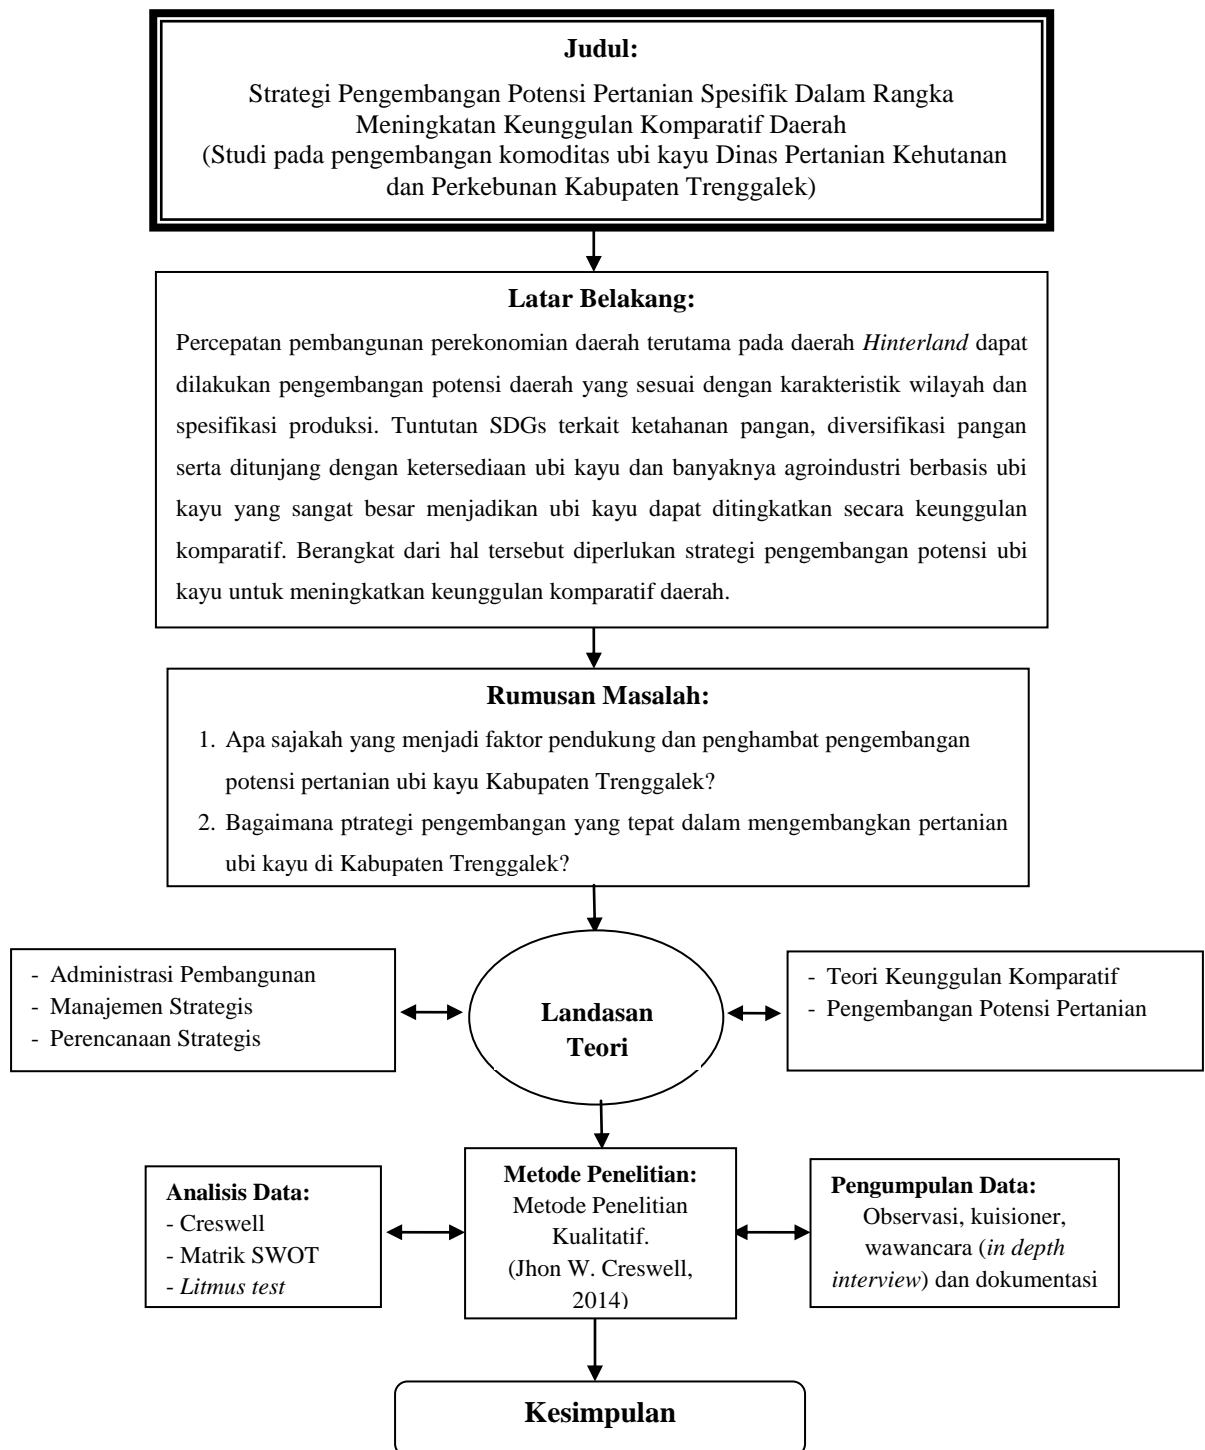 Judul:
Strategi Pengembangan Potensi Pertanian Spesifik Dalam Rangka
Meningkatan Keunggulan Komparatif Daerah
(Studi pada pengembangan komoditas ubi kayu Dinas Pertanian Kehutanan
dan Perkebunan Kabupaten Trenggalek)
Latar Belakang:
Percepatan pembangunan perekonomian daerah terutama pada daerah Hinterland dapat
dilakukan pengembangan potensi daerah yang sesuai dengan karakteristik wilayah dan
spesifikasi produksi. Tuntutan SDGs terkait ketahanan pangan, diversifikasi pangan
serta ditunjang dengan ketersediaan ubi kayu dan banyaknya agroindustri berbasis ubi
kayu yang sangat besar menjadikan ubi kayu dapat ditingkatkan secara keunggulan
komparatif. Berangkat dari hal tersebut diperlukan strategi pengembangan potensi ubi
kayu untuk meningkatkan keunggulan komparatif daerah.
Rumusan Masalah:
1. Apa sajakah yang menjadi faktor pendukung dan penghambat pengembangan
potensi pertanian ubi kayu Kabupaten Trenggalek?
2. Bagaimana ptrategi pengembangan yang tepat dalam mengembangkan pertanian
ubi kayu di Kabupaten Trenggalek?
- Administrasi Pembangunan
- Manajemen Strategis
- Perencanaan Strategis
Landasan
Teori
- Teori Keunggulan Komparatif
- Pengembangan Potensi Pertanian
Analisis Data:
- Creswell
- Matrik SWOT
- Litmus test
Metode Penelitian:
Metode Penelitian
Kualitatif.
(Jhon W. Creswell,
2014)
Pengumpulan Data:
Observasi, kuisioner,
wawancara (in depth
interview) dan dokumentasi
Kesimpulan